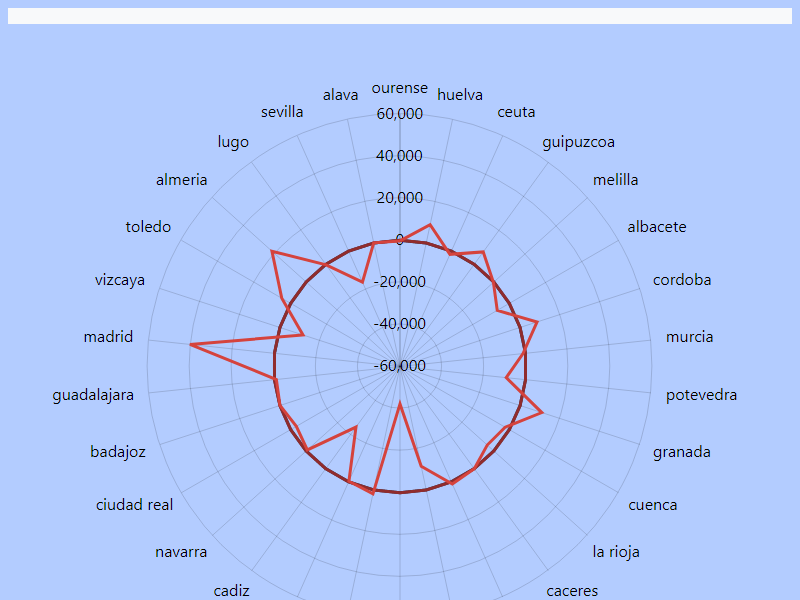 ourense
alava
huelva
sevilla
60,000
ceuta
lugo
40,000
guipuzcoa
almeria
20,000
melilla
toledo
0
albacete
vizcaya
-20,000
cordoba
madrid
-40,000
murcia
-60,000
guadalajara
potevedra
badajoz
granada
ciudad real
cuenca
navarra
la rioja
cadiz
caceres